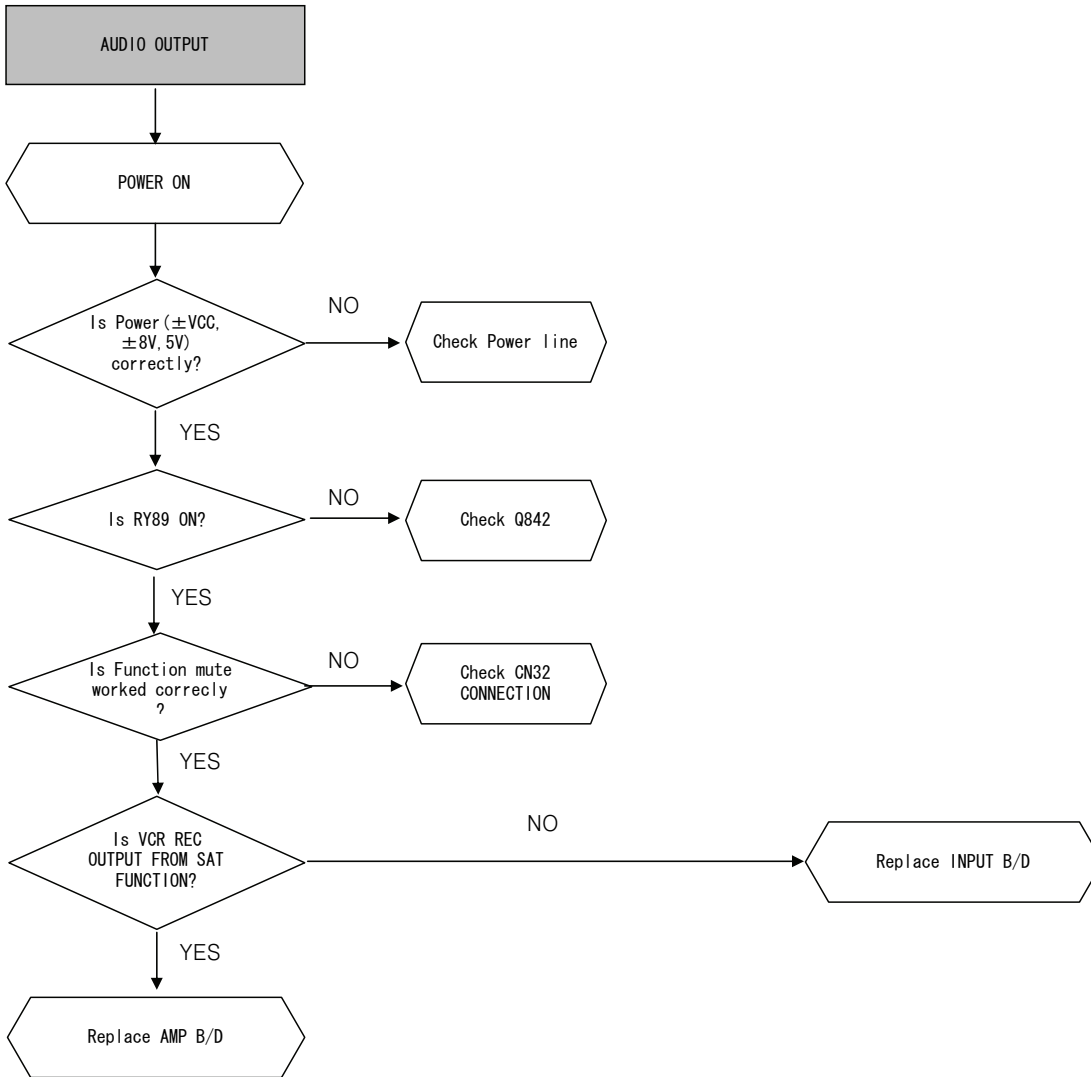 AUDIO OUTPUT
POWER ON
Is Power(±VCC,
±8V,5V)
correctly?
NO
Check Power line
YES
Is RY89 ON?
NO
Check Q842
YES
Is Function mute
worked correcly
?
NO
Check CN32
CONNECTION
YES
Is VCR REC
OUTPUT FROM SAT
FUNCTION?
NO
Replace INPUT B/D
YES
Replace AMP B/D